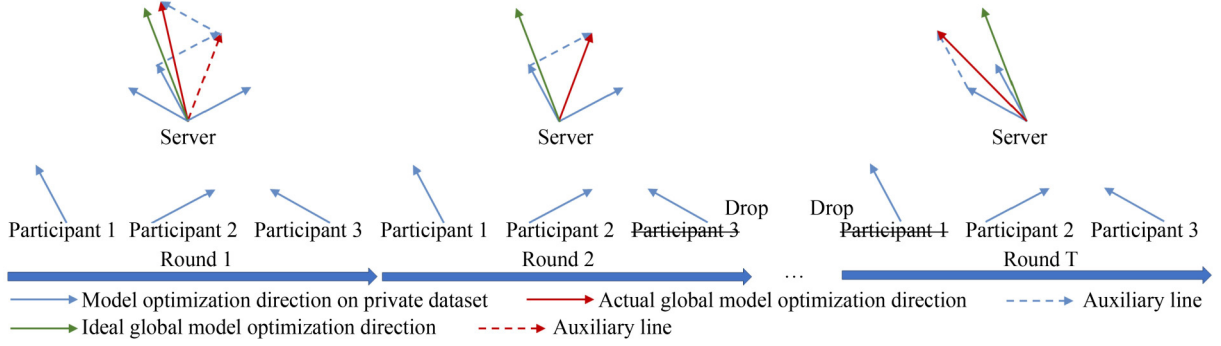 Server Server Server
Drop Drop
Participant 1 Participant 2 Participant 3 Participant 1 Participant 2 Participant 3 Participant 1 Participant 2 Participant 3
Round 1 Round 2 … Round T
Model optimization direction on private dataset Actual global model optimization direction Auxiliary line
Ideal global model optimization direction Auxiliary line